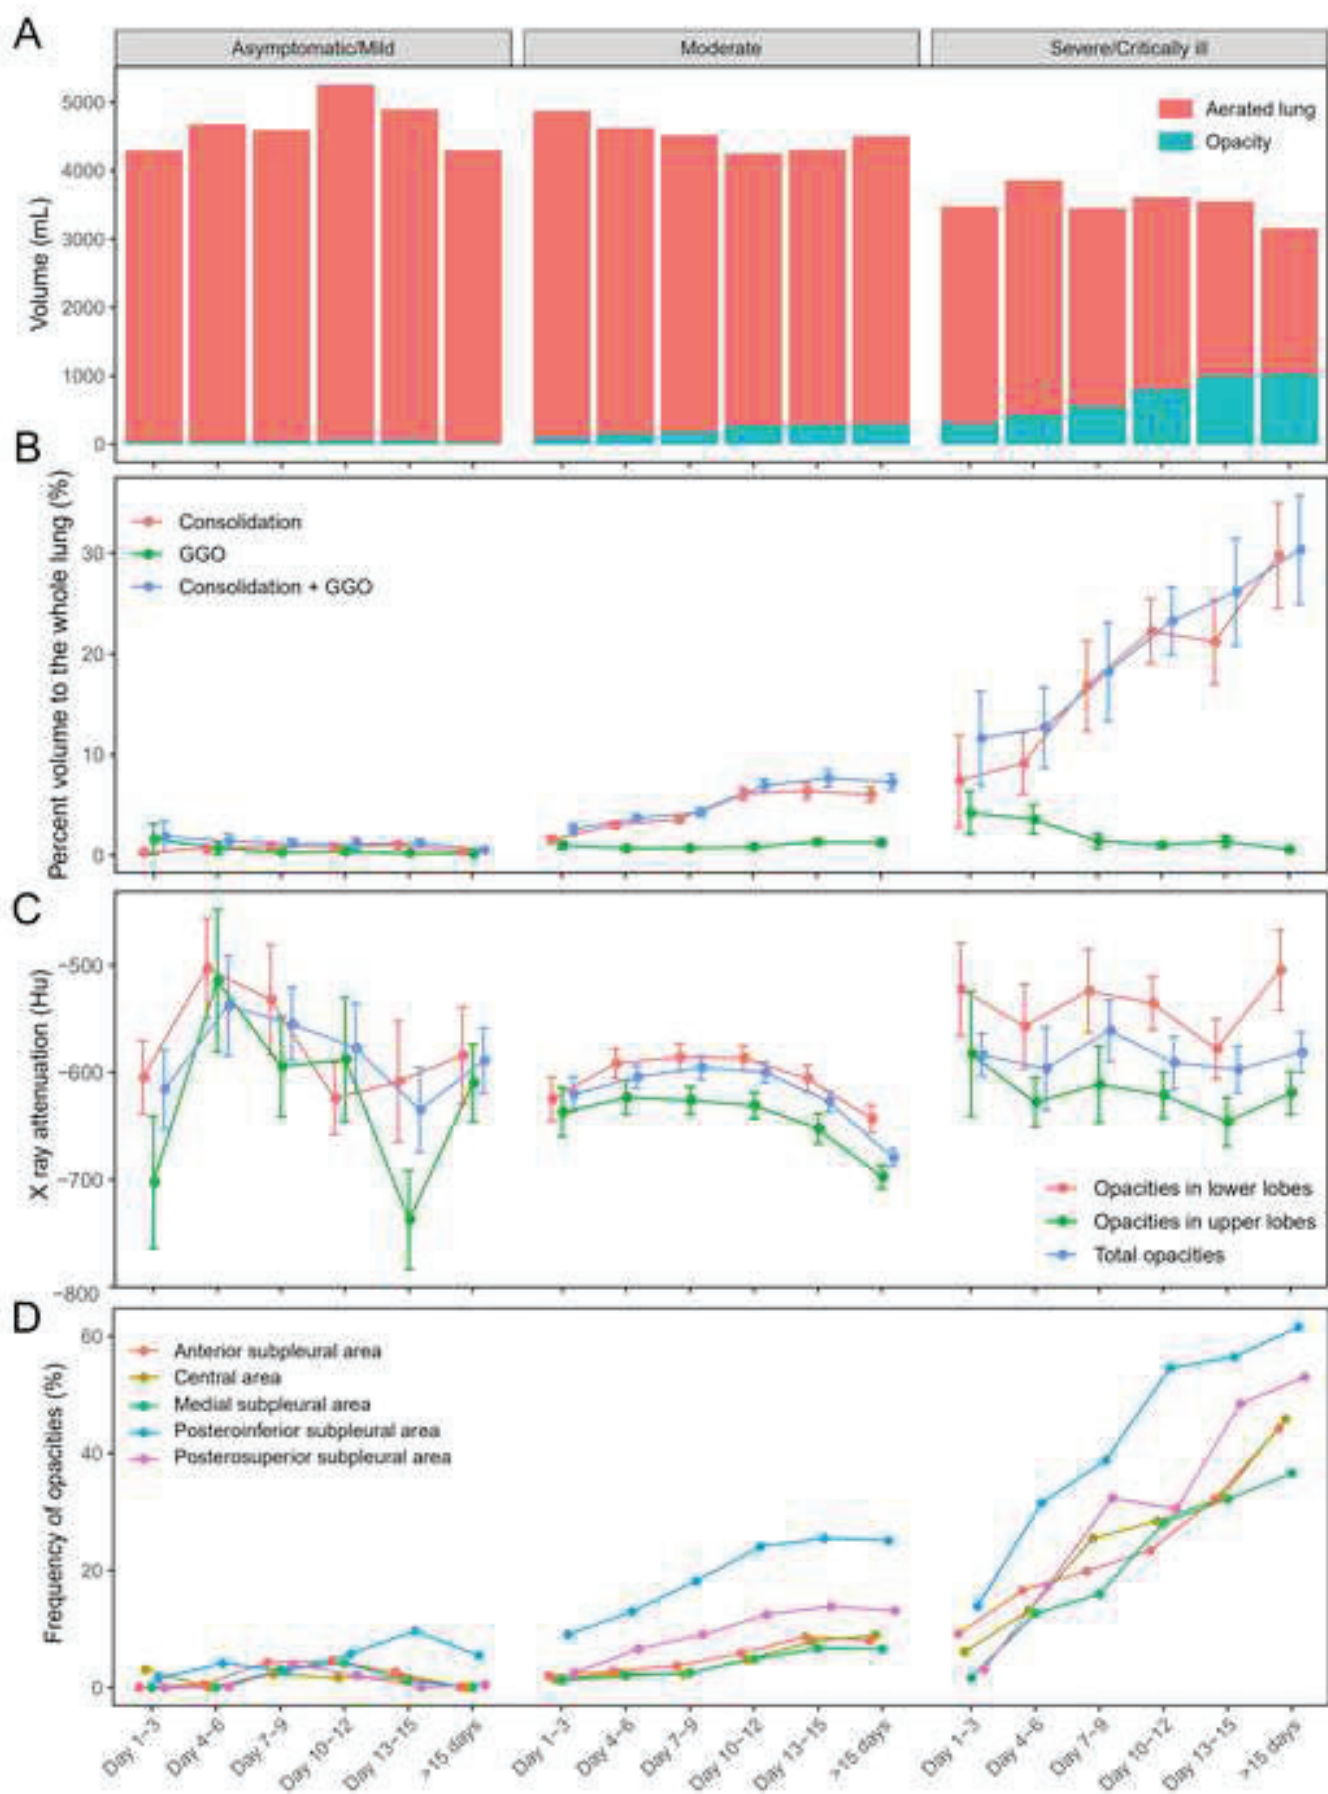 A
Asymptomatic/Mild
Moderate
Severe/Critically ill
Volume (mL)
5000
4000
3000
2000
1000
0
Aerated lung
Opacity
B
Percent volume to the whole lung (%)
30
20
10
0
Consolidation
GGO
Consolidation + GGO
C
X ray attenuation (Hu)
−500
−600
−700
−800
Opacities in lower lobes
Opacities in upper lobes
Total opacities
D
Frequency of opacities (%)
60
40
20
0
Anterior subpleural area
Central area
Medial subpleural area
Posteroinferior subpleural area
Posterosuperior subpleural area
Day 1~3
Day 4~6
Day 7~9
Day 10~12
Day 13~15
>15 days
Day 1~3
Day 4~6
Day 7~9
Day 10~12
Day 13~15
>15 days
Day 1~3
Day 4~6
Day 7~9
Day 10~12
Day 13~15
>15 days